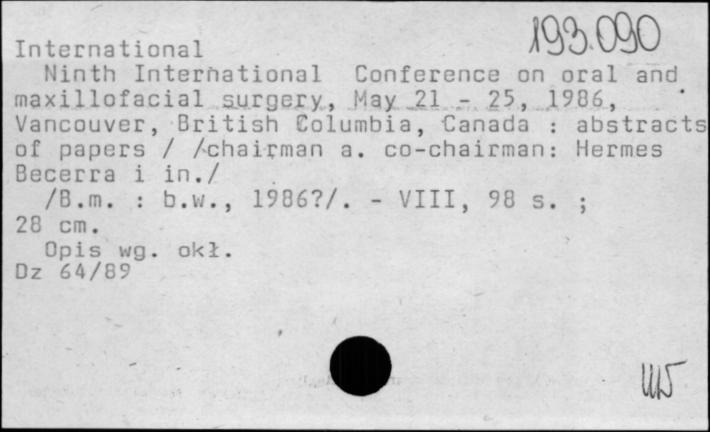 193.090
International
Ninth International Conference on oral and
maxillofacial surgery, May 21 - 25, 1986,
Vancouver, British Columbia, Canada : abstracts
of papers / /chairman a. co-chairman: Hermes
Becerra i in./
/B.m. : b.w., 1986?/. - VIII, 98 s. ;
28 cm.
Opis wg. okł.
Dz 64/89